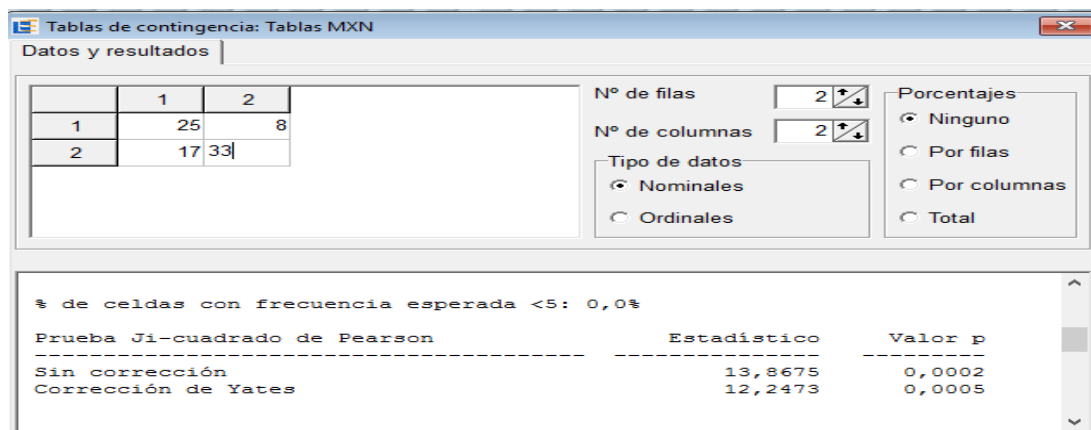 Tablas de contingencia: Tablas MXN
Datos y resultados
1 2
1 25 8
2 17 33
Nº de filas 2
Nº de columnas 2
Tipo de datos
Nominales
Ordinales
Porcentajes
Ninguno
Por filas
Por columnas
Total
% de celdas con frecuencia esperada <5: 0,0%
Prueba Ji-cuadrado de Pearson Estadístico Valor p
---------------------------------------- --------------- ---------
Sin corrección 13,8675 0,0002
Corrección de Yates 12,2473 0,0005